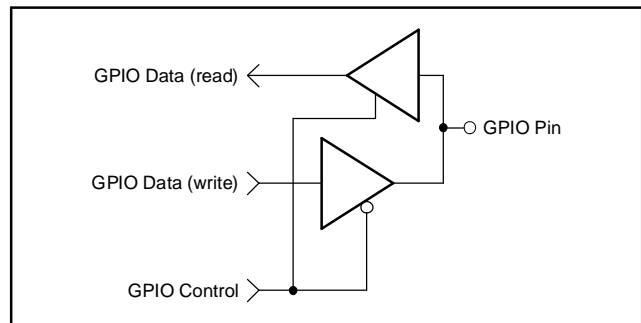 GPIO Data (read)
GPIO Pin
GPIO Data (write)
GPIO Control